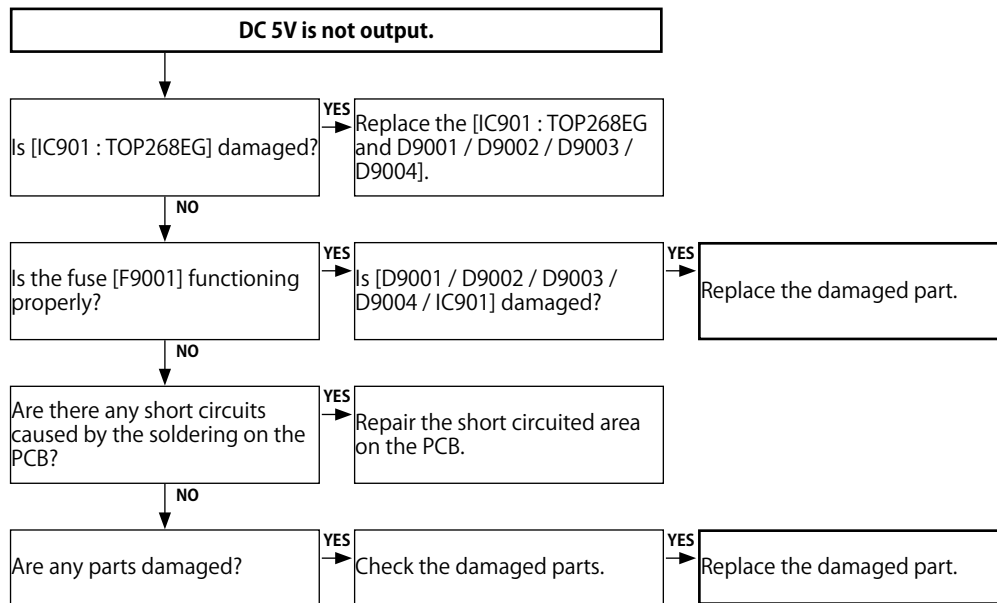 DC 5V is not output.
YES
Is [IC901 : TOP268EG] damaged?
Replace the [IC901 : TOP268EG
and D9001 / D9002 / D9003 /
D9004].
NO
YES
YES
Is the fuse [F9001] functioning
properly?
Is [D9001 / D9002 / D9003 /
D9004 / IC901] damaged?
Replace the damaged part.
NO
YES
Are there any short circuits
caused by the soldering on the
PCB?
Repair the short circuited area
on the PCB.
NO
YES
YES
Are any parts damaged?
Check the damaged parts.
Replace the damaged part.